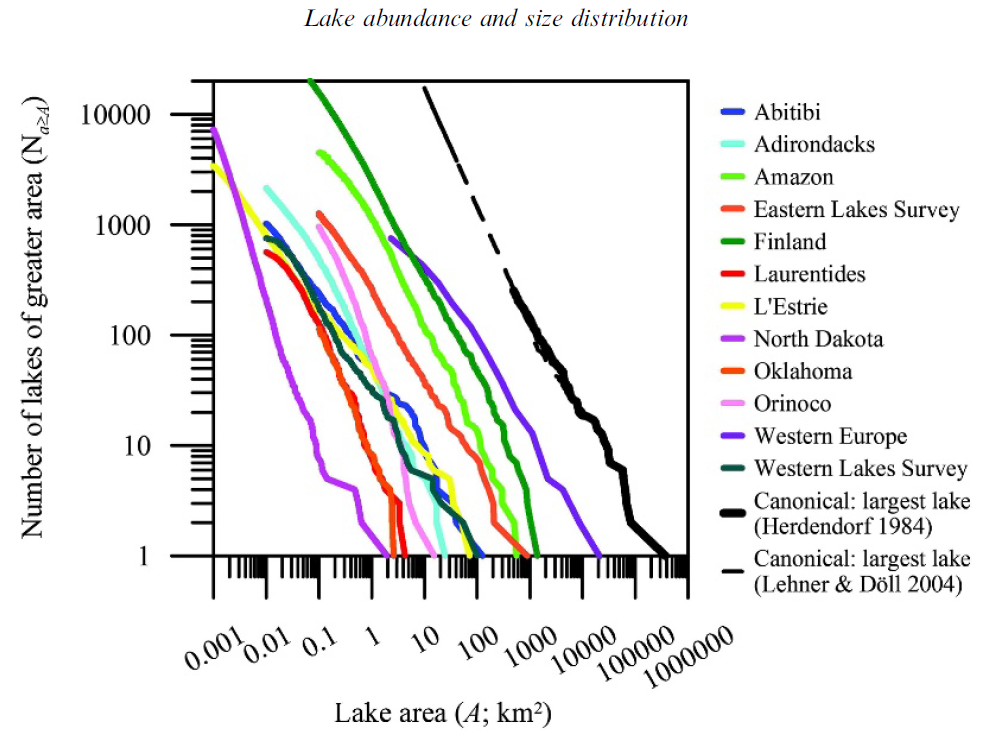 Lake abundance and size distribution
Number of lakes of greater area (Na≥A)
10000
1000
100
10
1
0.001
0.01
0.1
1
10
100
1000
10000
100000
1000000
Lake area (A; km²)
Abitibi
Adirondacks
Amazon
Eastern Lakes Survey
Finland
Laurentides
L'Estrie
North Dakota
Oklahoma
Orinoco
Western Europe
Western Lakes Survey
Canonical: largest lake
(Herdendorf 1984)
Canonical: largest lake
(Lehner & Döll 2004)